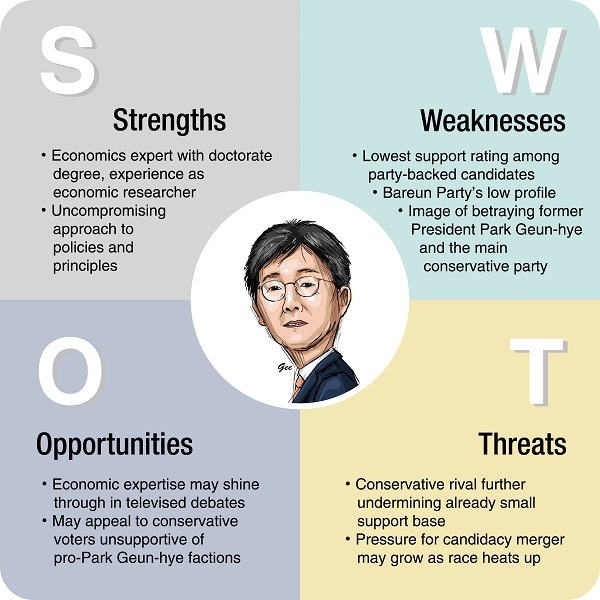 S
Strengths
• Economics expert with doctorate
degree, experience as
economic researcher
• Uncompromising
approach to
policies and
principles
W
Weaknesses
• Lowest support rating among
party-backed candidates
• Bareun Party's low profile
• Image of betraying former
President Park Geun-hye
and the main
conservative party
Gee
O
Opportunities
• Economic expertise may shine
through in televised debates
• May appeal to conservative
voters unsupportive of
pro-Park Geun-hye factions
T
Threats
• Conservative rival further
undermining already small
support base
• Pressure for candidacy merger
may grow as race heats up